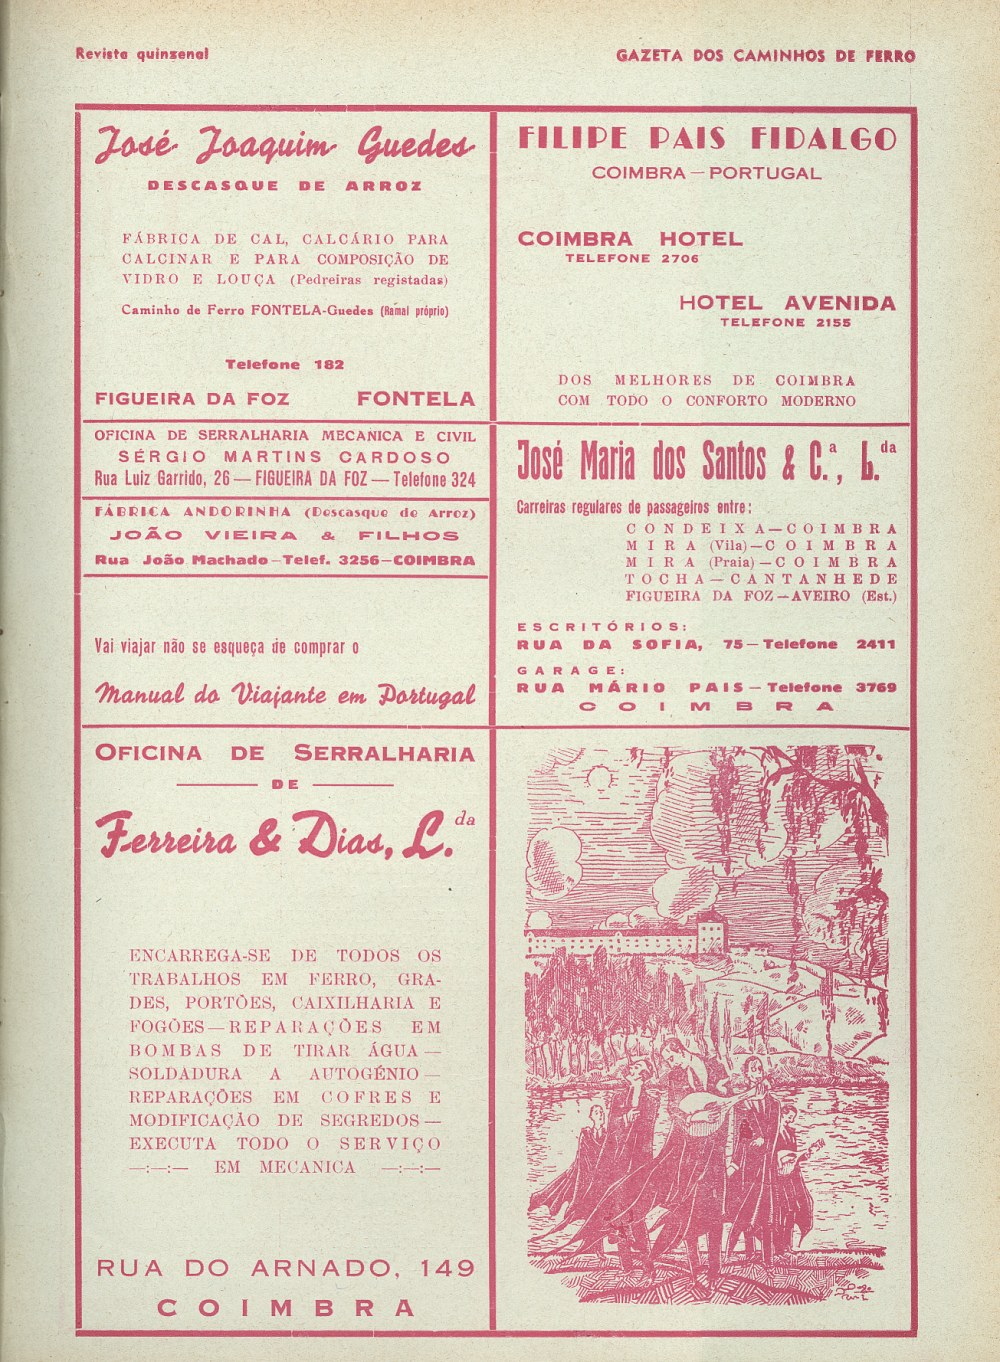 Revista quinzenal
GAZETA DOS CAMINHOS DE FERRO
José Joaquim Guedes
DESCASQUE DE ARROZ
FÁBRICA DE CAL, CALCÁRIO PARA
CALCINAR E PARA COMPOSIÇÃO DE
VIDRO E LOUÇA (Pedreiras registadas)
Caminho de Ferro FONTELA-Guedes (Ramal próprio)
Telefone 182
FIGUEIRA DA FOZ FONTELA
OFICINA DE SERRALHARIA MECANICA E CIVIL
SÉRGIO MARTINS CARDOSO
Rua Luiz Garrido, 26 — FIGUEIRA DA FOZ — Telefone 324
FÁBRICA ANDORINHA (Descasque de Arroz)
JOÃO VIEIRA & FILHOS
Rua João Machado — Telef. 3256 — COIMBRA
Vai viajar não se esqueça de comprar o
Manual do Viajante em Portugal
OFICINA DE SERRALHARIA
DE
Ferreira & Dias, L.da
ENCARREGA-SE DE TODOS OS
TRABALHOS EM FERRO, GRA-
DES, PORTÕES, CAIXILHARIA E
FOGÕES — REPARAÇÕES EM
BOMBAS DE TIRAR ÁGUA —
SOLDADURA A AUTOGÉNIO —
REPARAÇÕES EM COFRES E
MODIFICAÇÃO DE SEGREDOS —
EXECUTA TODO O SERVIÇO
—:—:— EM MECANICA —:—:—
RUA DO ARNADO, 149
COIMBRA
FILIPE PAIS FIDALGO
COIMBRA — PORTUGAL
COIMBRA HOTEL
TELEFONE 2706
HOTEL AVENIDA
TELEFONE 2155
DOS MELHORES DE COIMBRA
COM TODO O CONFORTO MODERNO
José Maria dos Santos & C.a, L.da
Carreiras regulares de passageiros entre:
CONDEIXA — COIMBRA
MIRA (Vila) — COIMBRA
MIRA (Praia) — COIMBRA
TOCHA — CANTANHEDE
FIGUEIRA DA FOZ — AVEIRO (Est.)
ESCRITÓRIOS:
RUA DA SOFIA, 75 — Telefone 2411
GARAGE:
RUA MÁRIO PAIS — Telefone 3769
COIMBRA